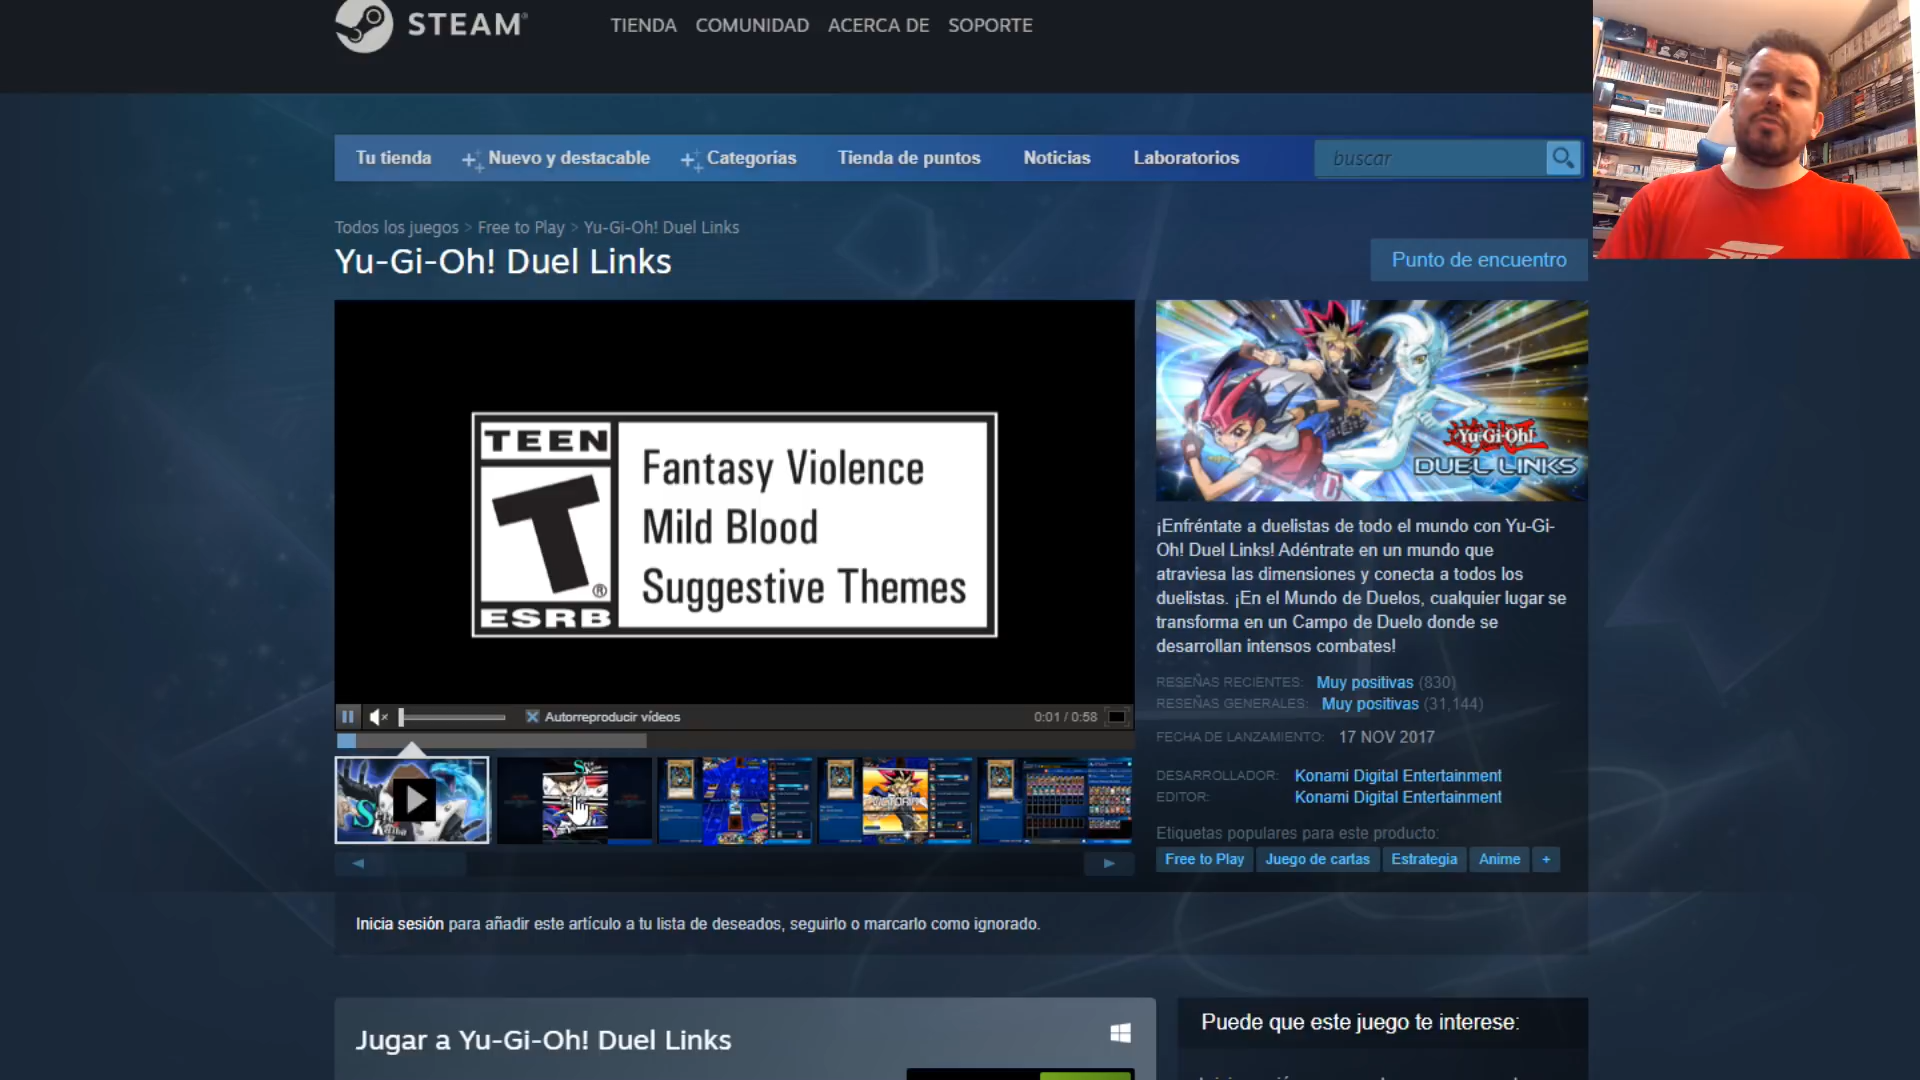 STEAM
TIENDA COMUNIDAD ACERCA DE SOPORTE
Tu tienda Nuevo y destacable Categorías Tienda de puntos Noticias Laboratorios buscar
Todos los juegos > Free to Play > Yu-Gi-Oh! Duel Links
Yu-Gi-Oh! Duel Links
Punto de encuentro
TEEN
T
ESRB
Fantasy Violence
Mild Blood
Suggestive Themes
Yu-Gi-Oh!
DUEL LINKS
¡Enfréntate a duelistas de todo el mundo con Yu-Gi-
Oh! Duel Links! Adéntrate en un mundo que
atraviesa las dimensiones y conecta a todos los
duelistas. ¡En el Mundo de Duelos, cualquier lugar se
transforma en un Campo de Duelo donde se
desarrollan intensos combates!
RESEÑAS RECIENTES: Muy positivas (830)
RESEÑAS GENERALES: Muy positivas (31,144)
FECHA DE LANZAMIENTO: 17 NOV 2017
DESARROLLADOR: Konami Digital Entertainment
EDITOR: Konami Digital Entertainment
Etiquetas populares para este producto:
Free to Play Juego de cartas Estrategia Anime +
Autorreproducir vídeos 0:01 / 0:58
Inicia sesión para añadir este artículo a tu lista de deseados, seguirlo o marcarlo como ignorado.
Jugar a Yu-Gi-Oh! Duel Links
Puede que este juego te interese: